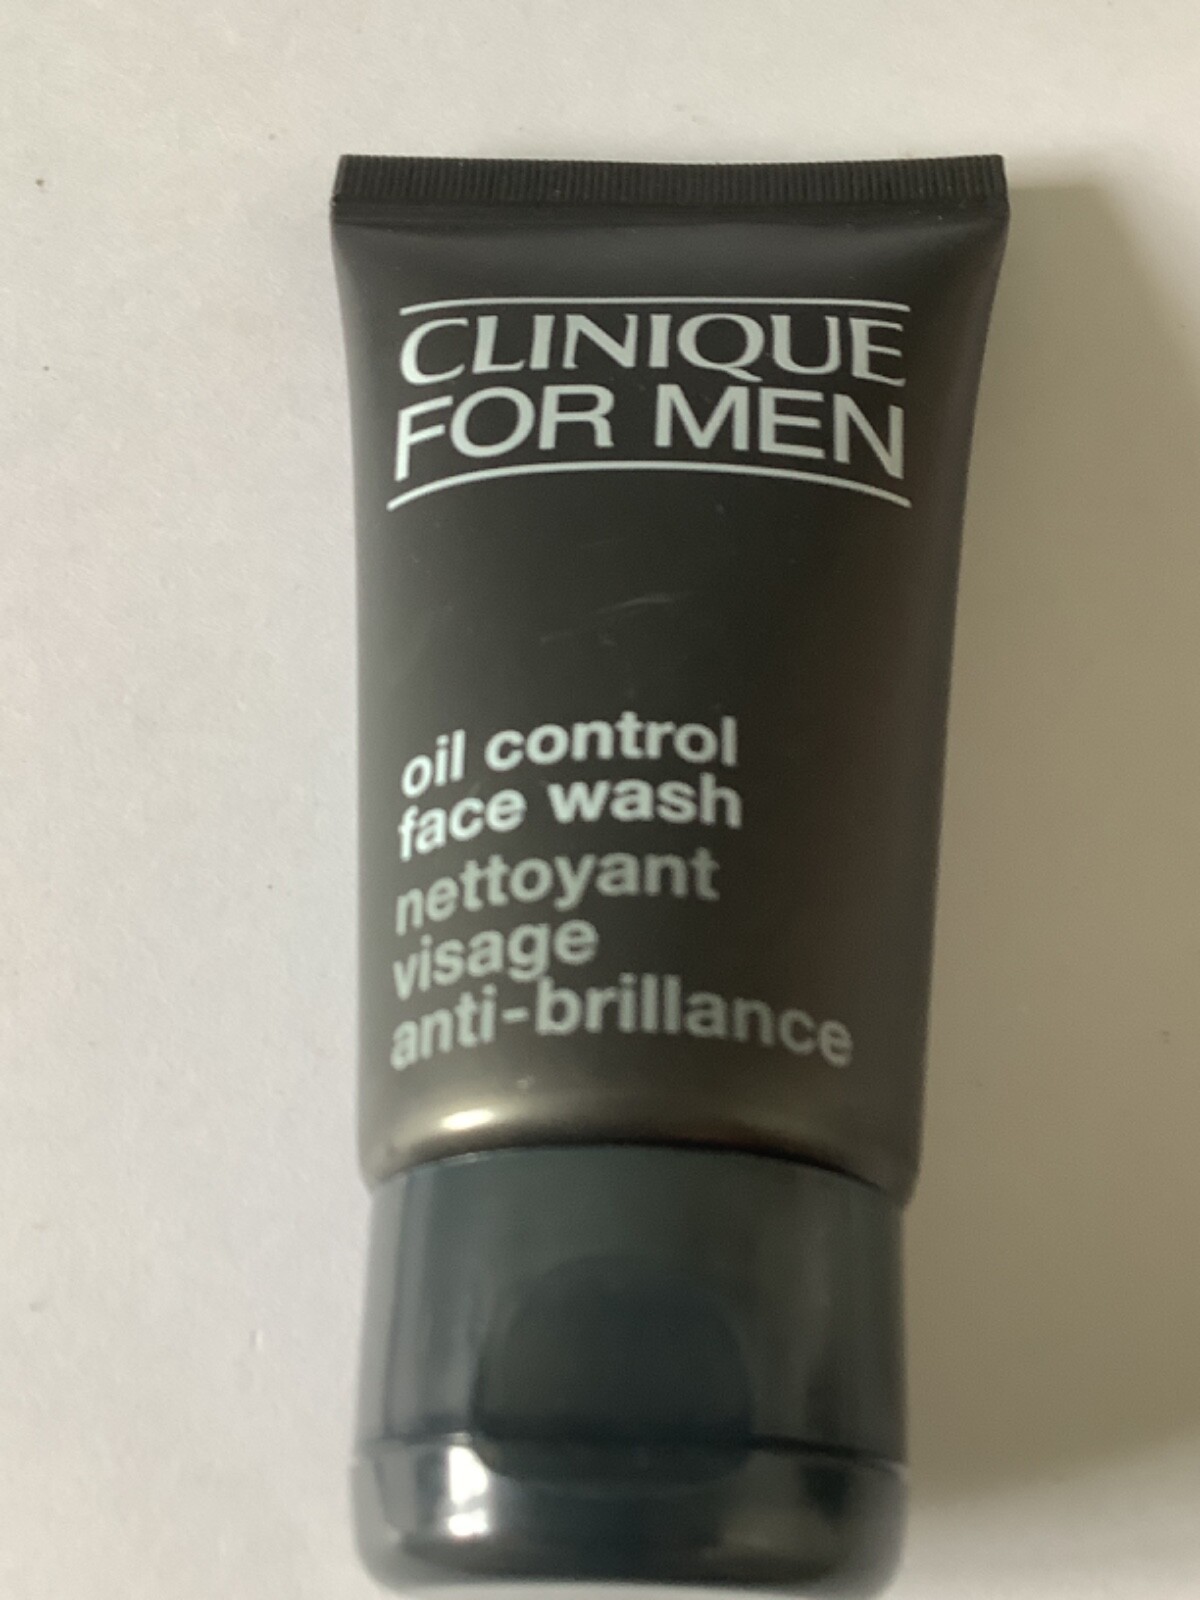 CLINIQUE
FOR MEN
oil control
face wash
nettoyant
visage
anti-brillance